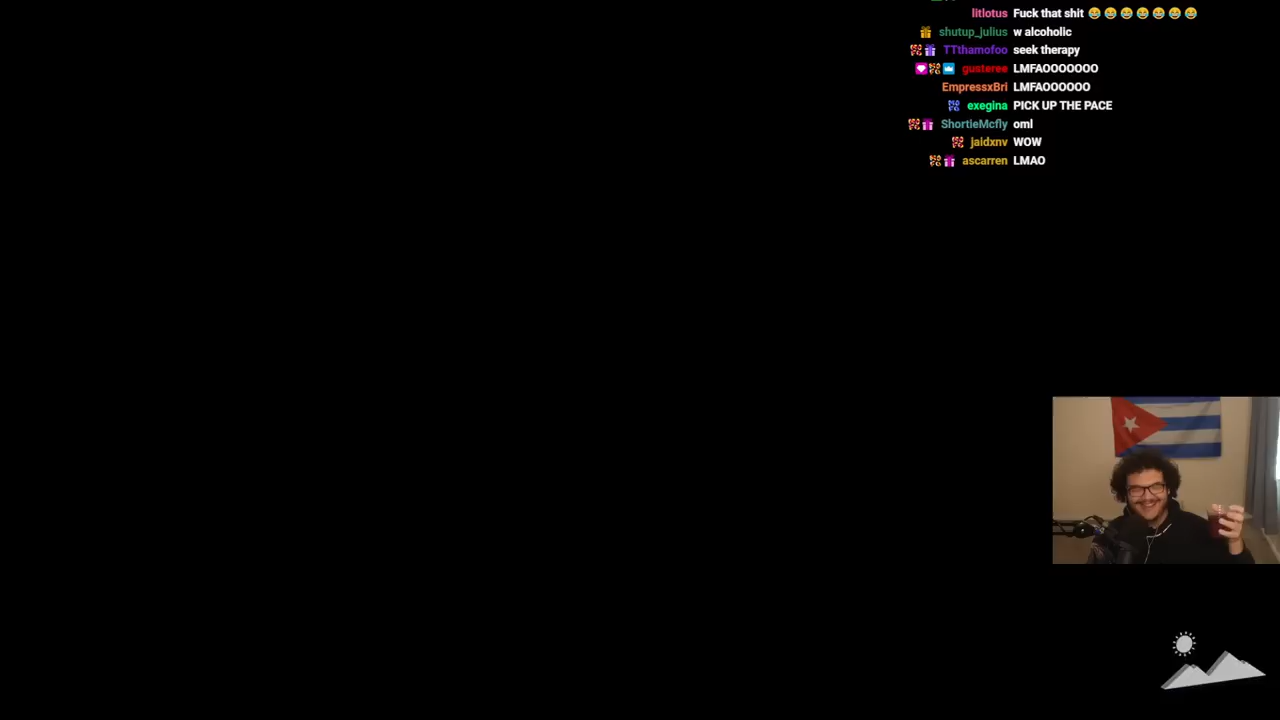 litlotus Fuck that shit 😂 😂 😂 😂 😂 😂 😂
shutup_julius w alcoholic
TTthamofoo seek therapy
gusteree LMFAOOOOOOO
EmpressxBri LMFAOOOOOO
exegina PICK UP THE PACE
ShortieMcfly oml
jaidxnv WOW
ascarren LMAO